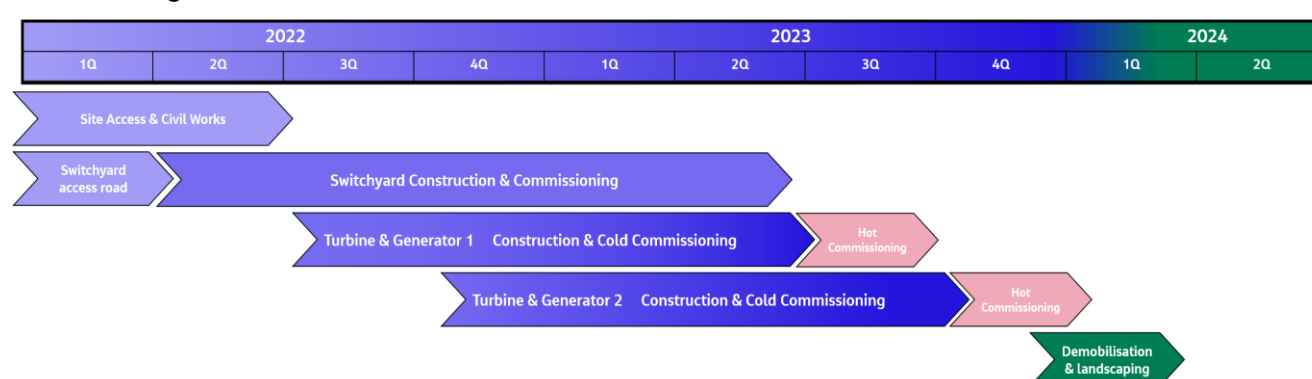 2022 2023 2024
1Q 2Q 3Q 4Q 1Q 2Q 3Q 4Q 1Q 2Q
Site Access & Civil Works
Switchyard
access road
Switchyard Construction & Commissioning
Turbine & Generator 1 Construction & Cold Commissioning
Hot
Commissioning
Turbine & Generator 2 Construction & Cold Commissioning
Hot
Commissioning
Demobilisation
& landscaping